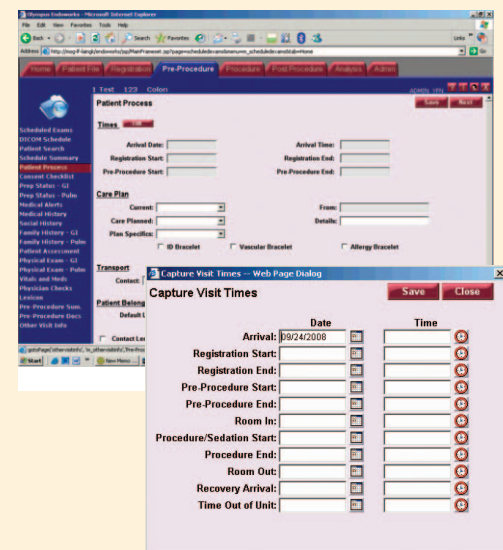 Olympus Endoworks - Microsoft Internet Explorer
File Edit View Favorites Tools Help
Back Search Favorites Links
Address Go
Home Patient File Registration Pre-Procedure Procedure Post Procedure Analysis Admin
1 Test 123 Colon
Patient Process Save Next
Times
Arrival Date: Arrival Time:
Registration Start: Registration End:
Pre-Procedure Start: Pre-Procedure End:
Care Plan
Current: From:
Care Planned: Details:
Plan Specifics:
ID Bracelet Vascular Bracelet Allergy Bracelet
Transport
Contact:
Patient Belong
Default L
Contact Len
Scheduled Exams
DICOM Schedule
Patient Search
Schedule Summary
Patient Process
Consent Checklist
Prep Status - GI
Prep Status - Pulm
Medical Alerts
Medical History
Social History
Family History - GI
Family History - Pulm
Patient Assessment
Physical Exam - GI
Physical Exam - Pulm
Vitals and Meds
Physician Checks
Lexicon
Pre-Procedure Sum.
Pre-Procedure Docs
Other Visit Info
Start
Capture Visit Times -- Web Page Dialog
Capture Visit Times Save Close
Date Time
Arrival: 09/24/2008
Registration Start:
Registration End:
Pre-Procedure Start:
Pre-Procedure End:
Room In:
Procedure/Sedation Start:
Procedure End:
Room Out:
Recovery Arrival:
Time Out of Unit: